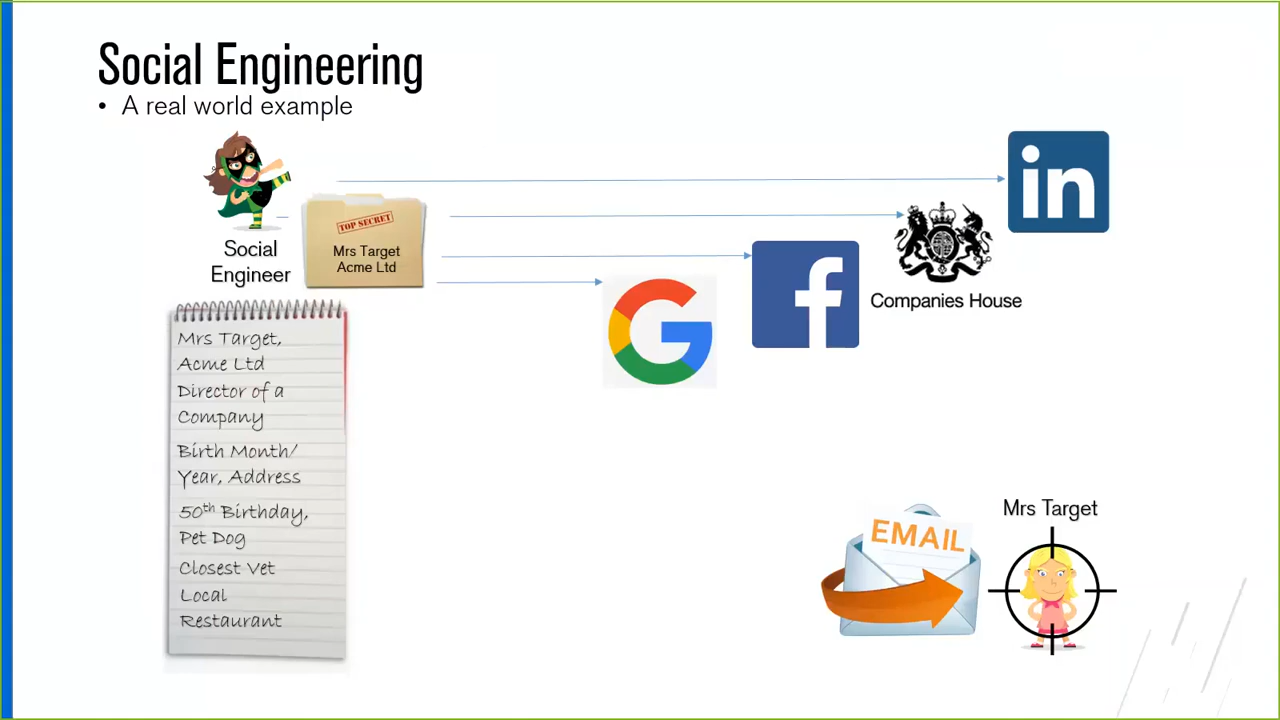 Social Engineering
• A real world example
in
TOP SECRET
Mrs Target
Acme Ltd
Social
Engineer
f
G
Companies House
Mrs Target,
Acme Ltd
Director of a
Company
Birth Month/
Year, Address
50th Birthday,
Pet Dog
Closest Vet
Local
Restaurant
EMAIL
Mrs Target